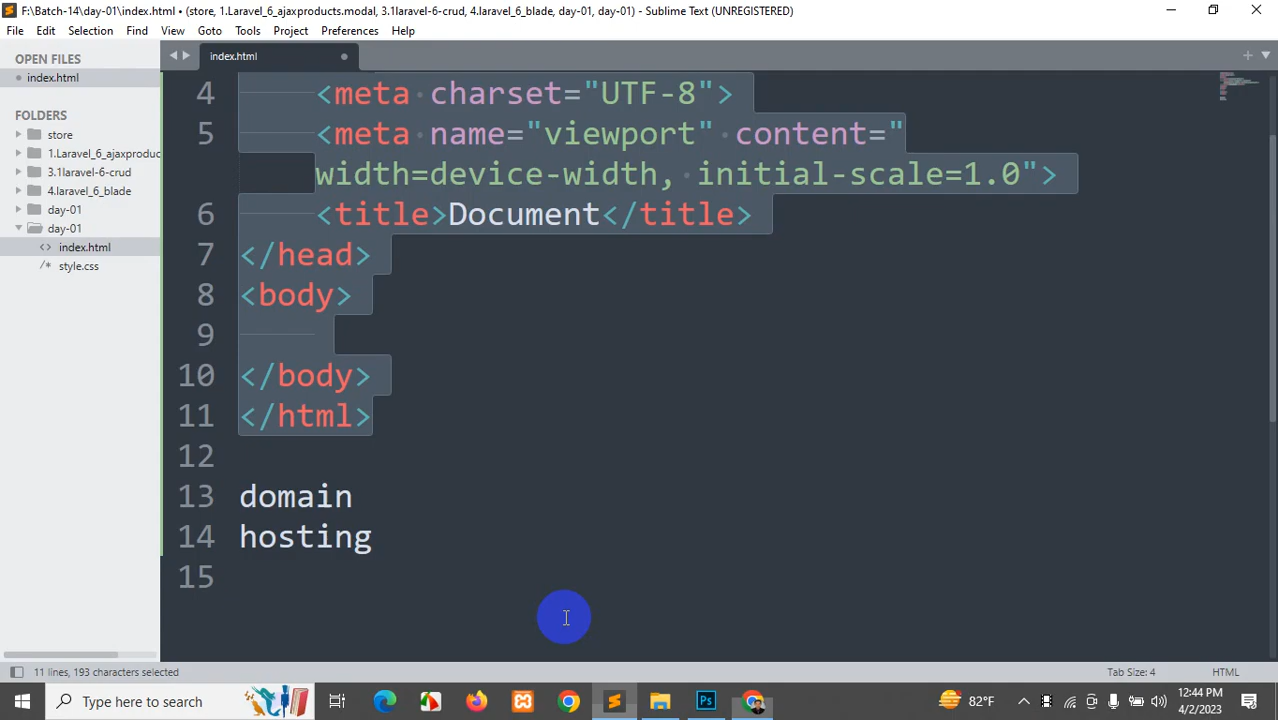 F:\Batch-14\day-01\index.html • (store, 1.Laravel_6_ajaxproducts.modal, 3.1laravel-6-crud, 4.laravel_6_blade, day-01, day-01) - Sublime Text (UNREGISTERED)
File Edit Selection Find View Goto Tools Project Preferences Help
OPEN FILES
index.html
index.html
FOLDERS
store
1.Laravel_6_ajaxproduc
3.1laravel-6-crud
4.laravel_6_blade
day-01
day-01
index.html
style.css
4 <meta charset="UTF-8">
5 <meta name="viewport" content="
width=device-width, initial-scale=1.0">
6 <title>Document</title>
7 </head>
8 <body>
9
10 </body>
11 </html>
12
13 domain
14 hosting
15
11 lines, 193 characters selected
Tab Size: 4 HTML
Type here to search
82°F
12:44 PM
4/2/2023